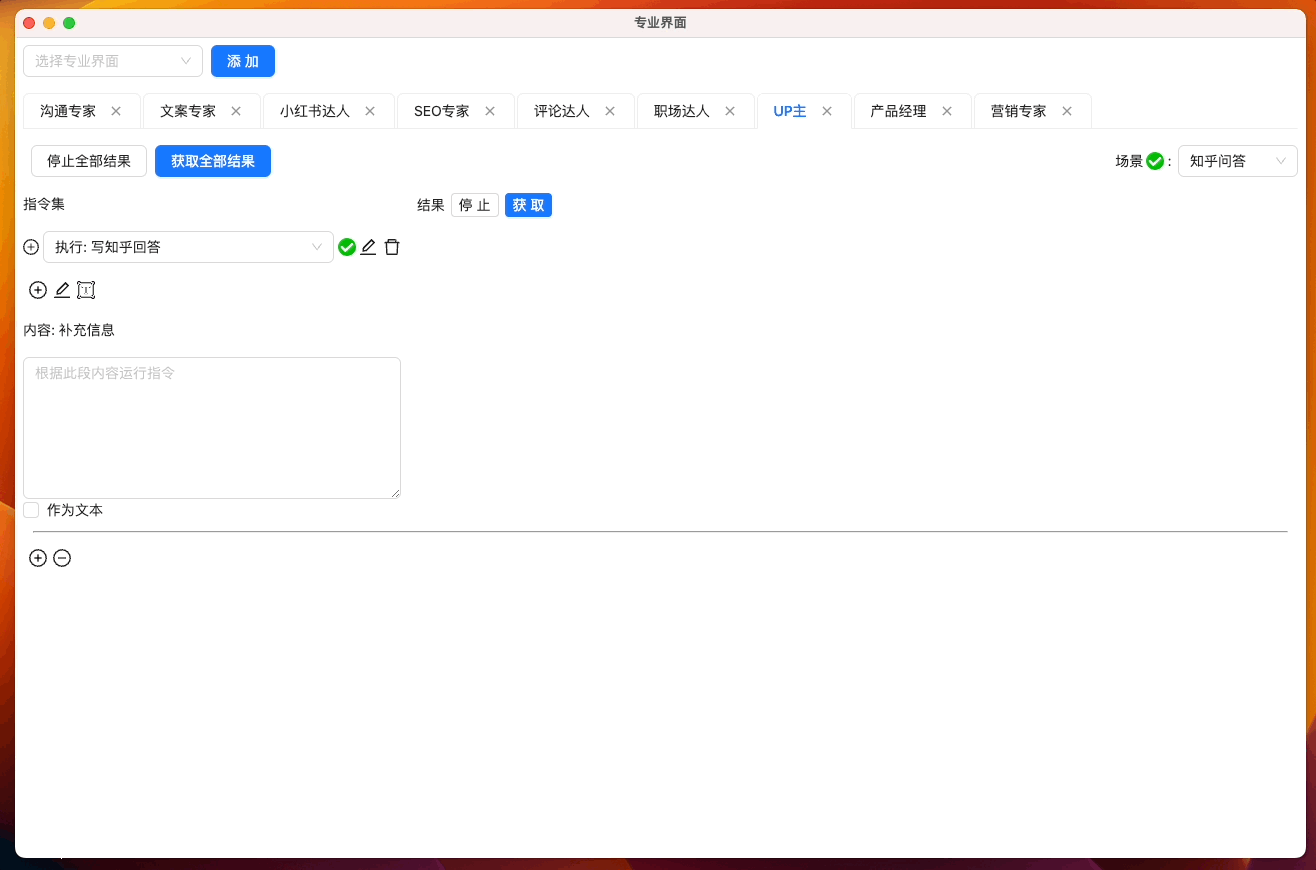 专业界面
选择专业界面 添 加
沟通专家 文案专家 小红书达人 SEO专家 评论达人 职场达人 UP主 产品经理 营销专家
停止全部结果 获取全部结果 场景 : 知乎问答
指令集 结果 停 止 获 取
执行: 写知乎回答
T
内容: 补充信息
根据此段内容运行指令
作为文本